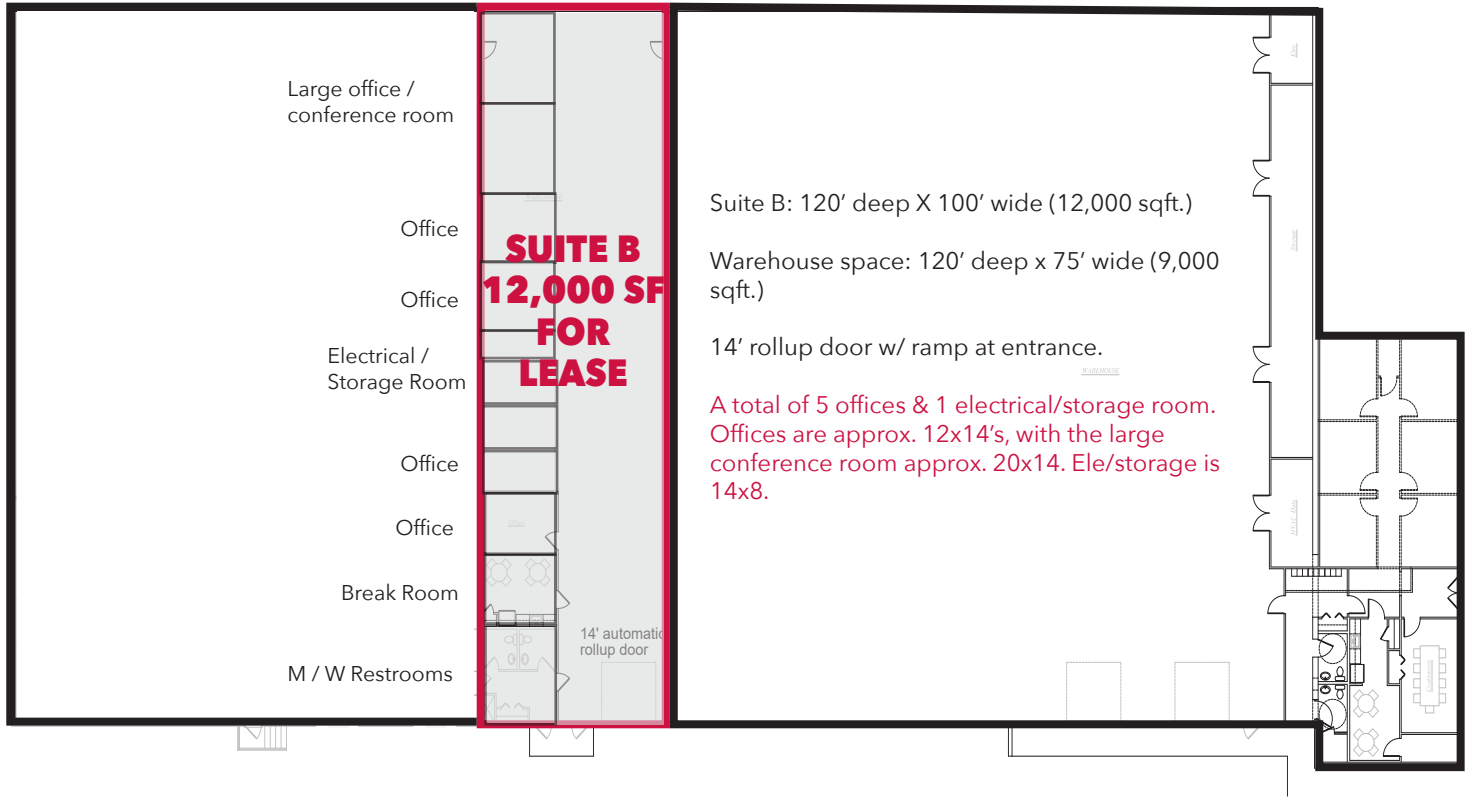 Large office /
conference room
Office
Office
Electrical /
Storage Room
Office
Office
Break Room
M / W Restrooms
SUITE B
12,000 SF
FOR
LEASE
14' automatic
rollup door
Suite B: 120’ deep X 100’ wide (12,000 sqft.)
Warehouse space: 120’ deep x 75’ wide (9,000
sqft.)
14’ rollup door w/ ramp at entrance.
WAREHOUSE
A total of 5 offices & 1 electrical/storage room.
Offices are approx. 12x14’s, with the large
conference room approx. 20x14. Ele/storage is
14x8.